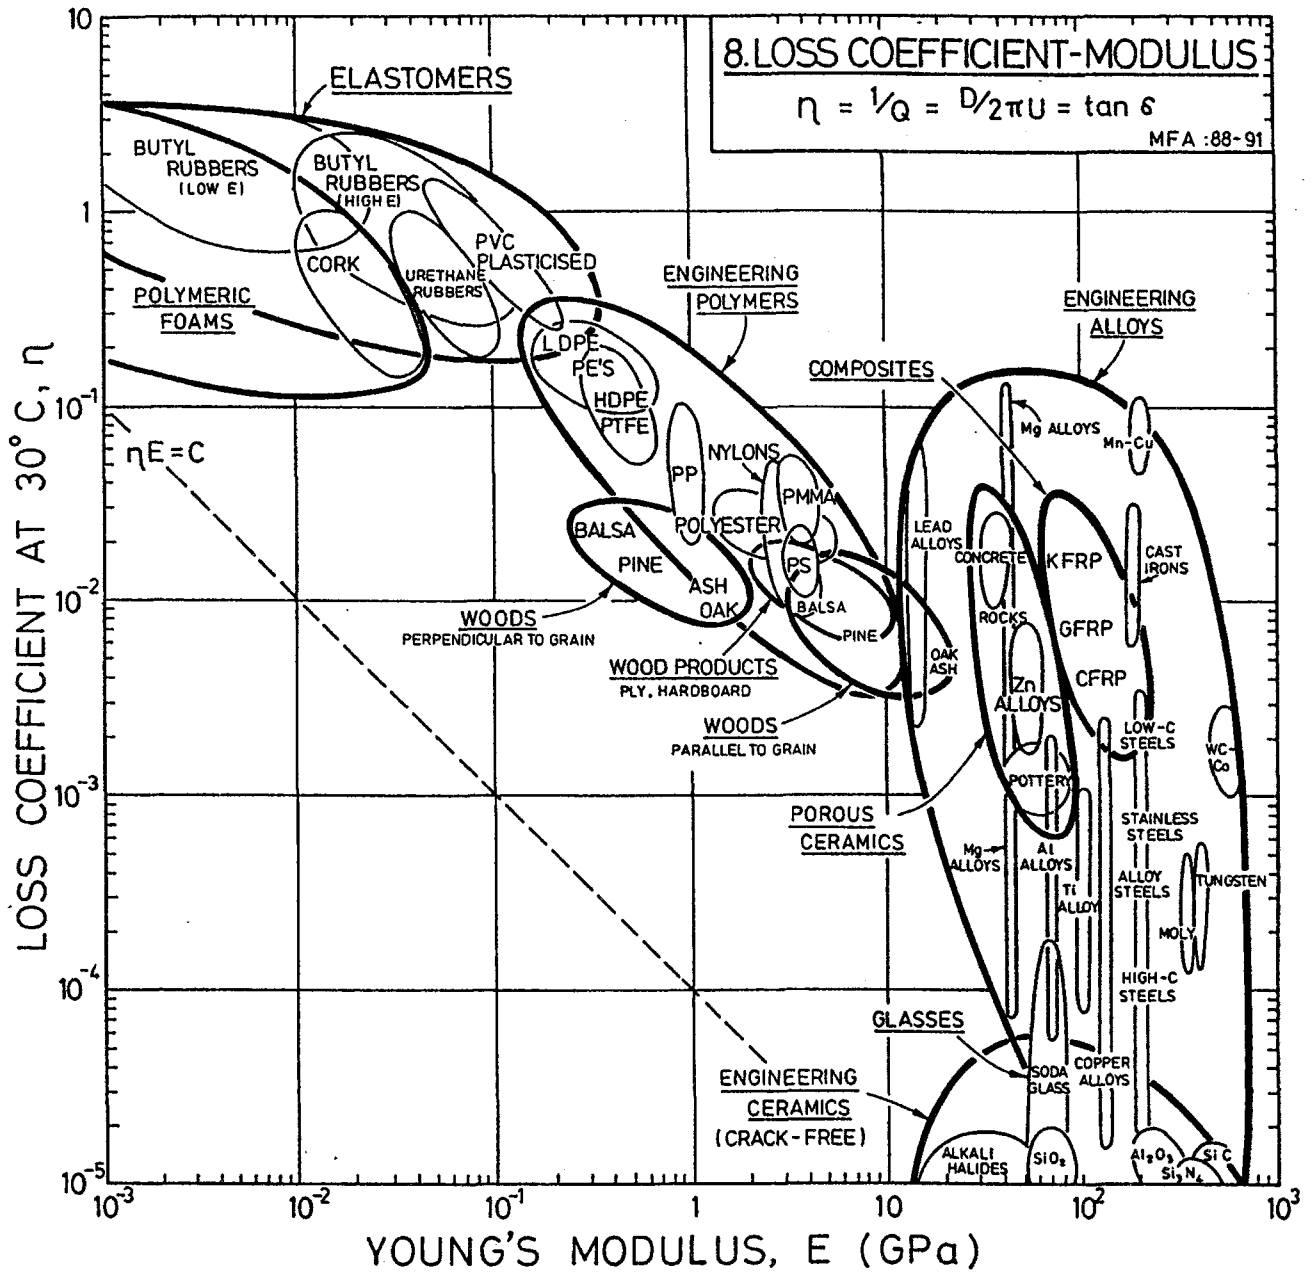 8. LOSS COEFFICIENT-MODULUS
η = 1/Q = D/2πU = tan δ
MFA :88-91
ELASTOMERS
BUTYL
RUBBERS
(LOW E)
BUTYL
RUBBERS
(HIGH E)
CORK
PVC
PLASTICISED
URETHANE
RUBBERS
POLYMERIC
FOAMS
ENGINEERING
POLYMERS
ENGINEERING
ALLOYS
COMPOSITES
LDPE
PE'S
HDPE
PTFE
PP
NYLONS
PMMA
POLYESTER
PS
BALSA
PINE
ASH
OAK
WOODS
PERPENDICULAR TO GRAIN
BALSA
PINE
OAK
ASH
WOOD PRODUCTS
PLY, HARDBOARD
WOODS
PARALLEL TO GRAIN
Mg ALLOYS
Mn-Cu
LEAD
ALLOYS
CONCRETE
KFRP
CAST
IRONS
ROCKS
GFRP
CFRP
Zn
ALLOYS
LOW-C
STEELS
WC-
Co
POTTERY
POROUS
CERAMICS
STAINLESS
STEELS
Mg
ALLOYS
Al
ALLOYS
Ti
ALLOY
ALLOY
STEELS
TUNGSTEN
MOLY
HIGH-C
STEELS
GLASSES
SODA
GLASS
COPPER
ALLOYS
ENGINEERING
CERAMICS
(CRACK-FREE)
ALKALI
HALIDES
SiO₂
Al₂O₃
SiC
Si₃N₄
ηE=C
10
1
10⁻¹
10⁻²
10⁻³
10⁻⁴
10⁻⁵
LOSS COEFFICIENT AT 30°C, η
10⁻³
10⁻²
10⁻¹
1
10
10²
10³
YOUNG'S MODULUS, E (GPa)